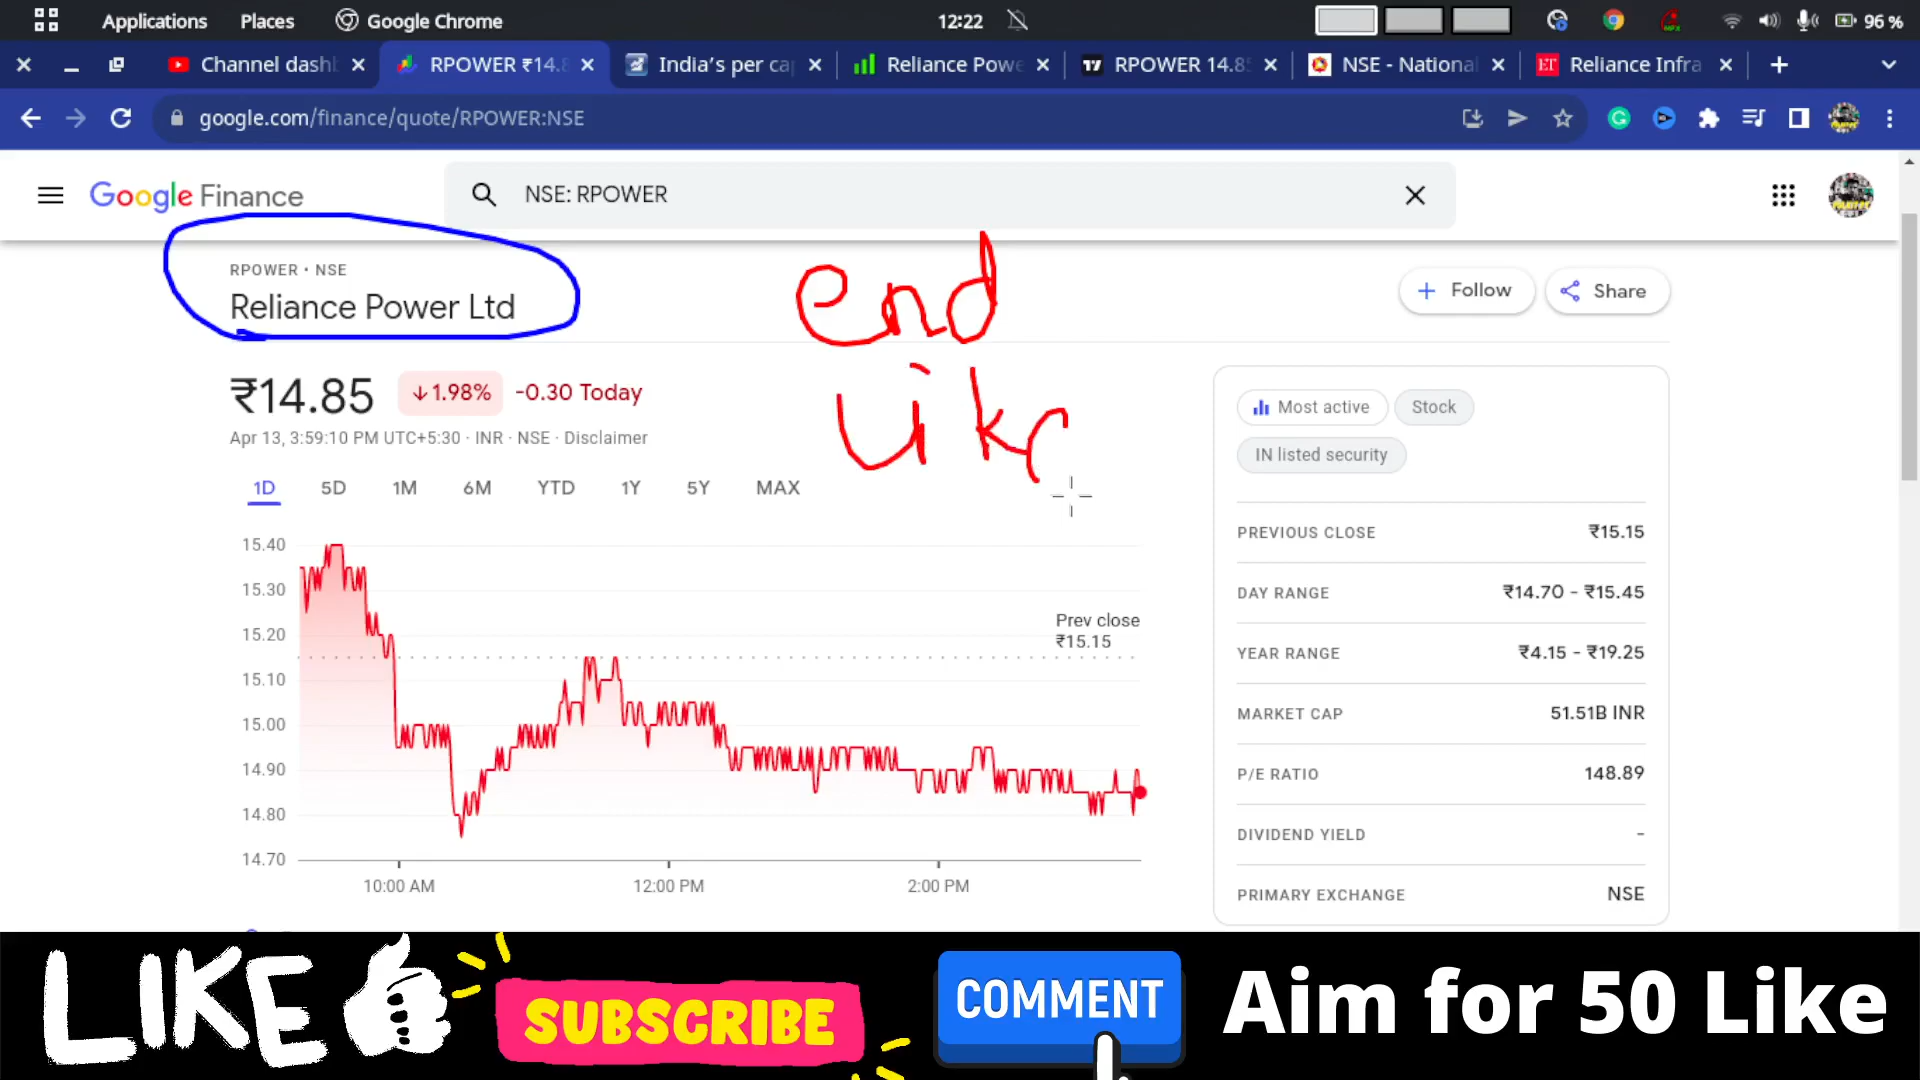 Applications Places Google Chrome 12:22 96 %
Channel dash RPOWER ₹14.8 India's per ca Reliance Powe RPOWER 14.8 NSE - National ET Reliance Infra
google.com/finance/quote/RPOWER:NSE
Google Finance NSE: RPOWER
RPOWER • NSE
Reliance Power Ltd
end
Follow Share
₹14.85 ↓1.98% -0.30 Today
Apr 13, 3:59:10 PM UTC+5:30 · INR · NSE · Disclaimer
like
1D 5D 1M 6M YTD 1Y 5Y MAX
15.40
15.30
15.20
15.10
15.00
14.90
14.80
14.70
Prev close
₹15.15
10:00 AM 12:00 PM 2:00 PM
Most active Stock
IN listed security
PREVIOUS CLOSE ₹15.15
DAY RANGE ₹14.70 - ₹15.45
YEAR RANGE ₹4.15 - ₹19.25
MARKET CAP 51.51B INR
P/E RATIO 148.89
DIVIDEND YIELD -
PRIMARY EXCHANGE NSE
LIKE SUBSCRIBE COMMENT Aim for 50 Like